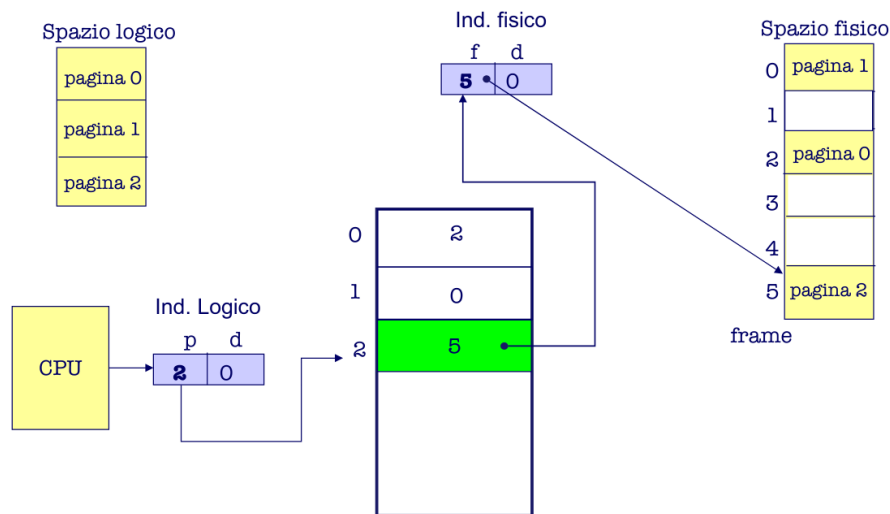 Spazio logico
pagina 0
pagina 1
pagina 2
Ind. fisico
f d
5 0
Spazio fisico
0 pagina 1
1
2 pagina 0
3
4
5 pagina 2
frame
0 2
1 0
2 5
CPU
Ind. Logico
p d
2 0